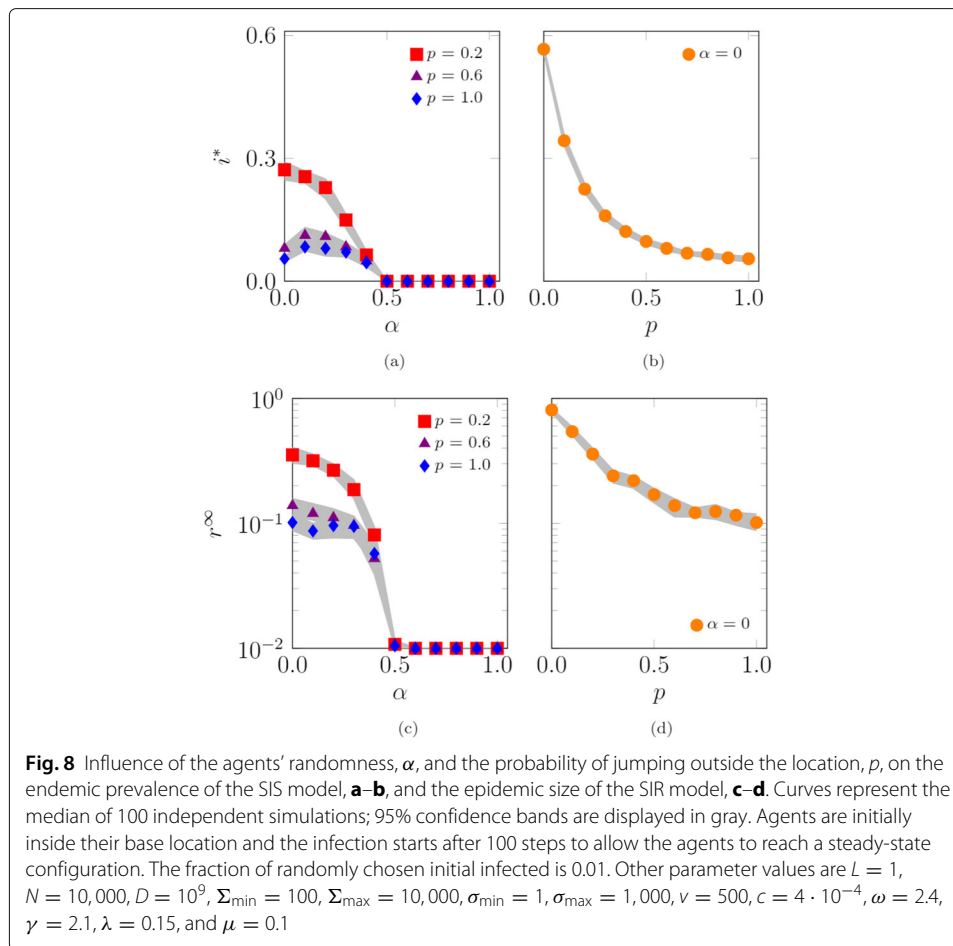 0.6
0.3
0.0
i*
p = 0.2
p = 0.6
p = 1.0
0.0 0.5 1.0
α
(a)
α = 0
0.0 0.5 1.0
p
(b)
10⁰
10⁻¹
10⁻²
r∞
p = 0.2
p = 0.6
p = 1.0
0.0 0.5 1.0
α
(c)
α = 0
0.0 0.5 1.0
p
(d)
Fig. 8 Influence of the agents' randomness, α, and the probability of jumping outside the location, p, on the
endemic prevalence of the SIS model, a–b, and the epidemic size of the SIR model, c–d. Curves represent the
median of 100 independent simulations; 95% confidence bands are displayed in gray. Agents are initially
inside their base location and the infection starts after 100 steps to allow the agents to reach a steady-state
configuration. The fraction of randomly chosen initial infected is 0.01. Other parameter values are L = 1,
N = 10,000, D = 10⁹, Σmin = 100, Σmax = 10,000, σmin = 1, σmax = 1,000, v = 500, c = 4 · 10⁻⁴, ω = 2.4,
γ = 2.1, λ = 0.15, and μ = 0.1